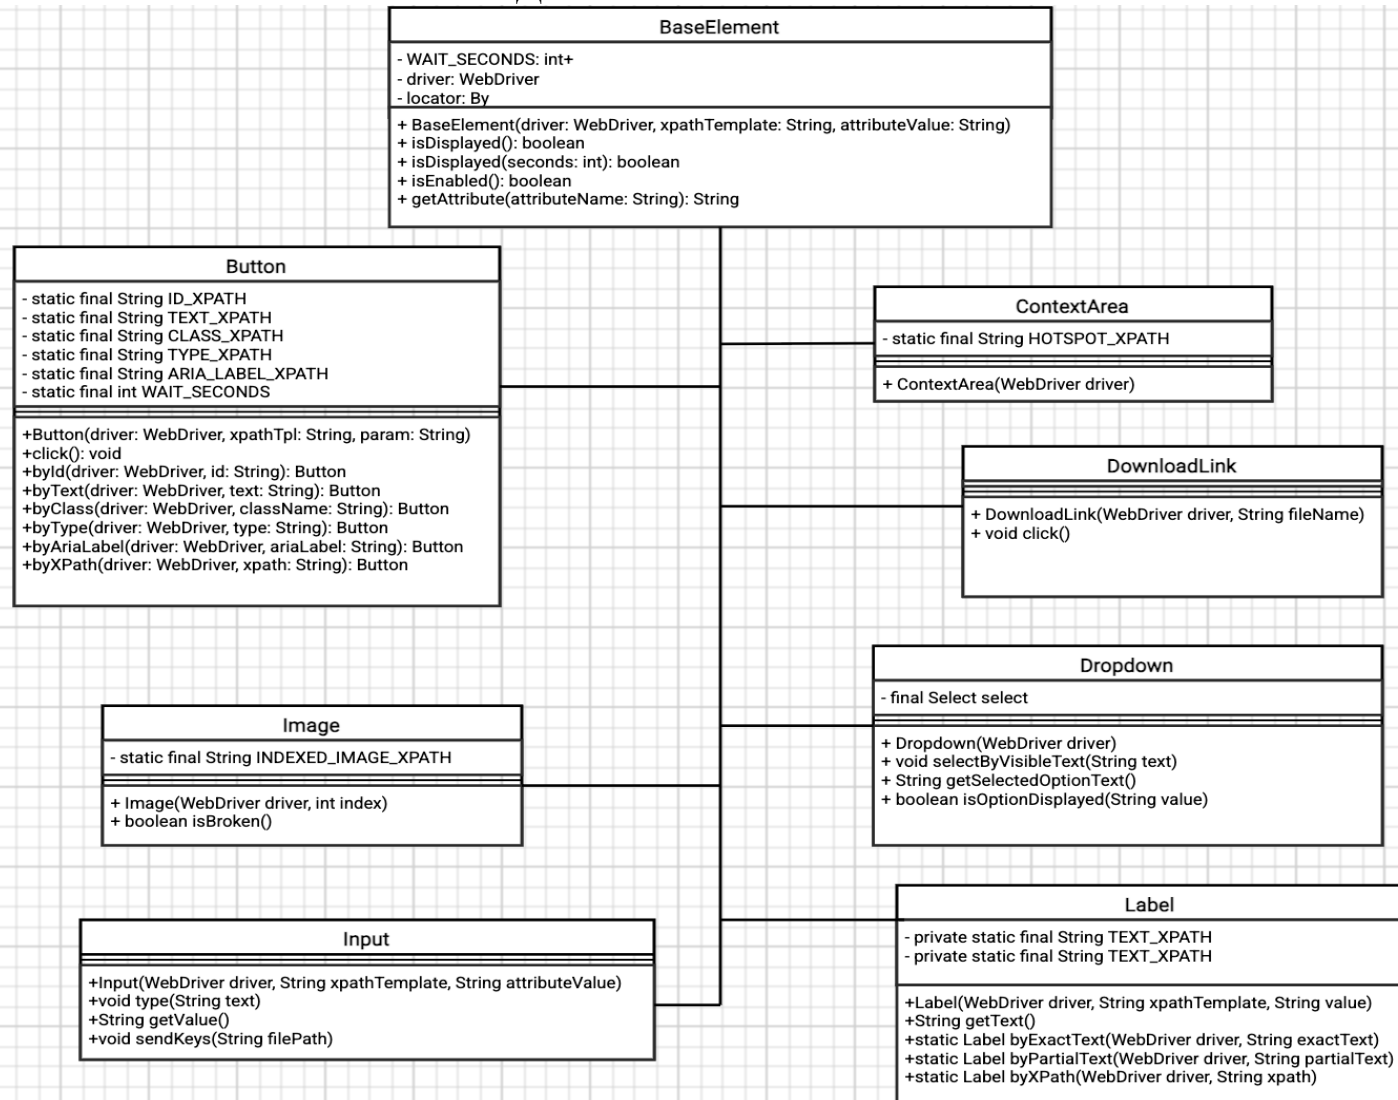 BaseElement
- WAIT_SECONDS: int+
- driver: WebDriver
- locator: By
+ BaseElement(driver: WebDriver, xpathTemplate: String, attributeValue: String)
+ isDisplayed(): boolean
+ isDisplayed(seconds: int): boolean
+ isEnabled(): boolean
+ getAttribute(attributeName: String): String
Button
- static final String ID_XPATH
- static final String TEXT_XPATH
- static final String CLASS_XPATH
- static final String TYPE_XPATH
- static final String ARIA_LABEL_XPATH
- static final int WAIT_SECONDS
+Button(driver: WebDriver, xpathTpl: String, param: String)
+click(): void
+byId(driver: WebDriver, id: String): Button
+byText(driver: WebDriver, text: String): Button
+byClass(driver: WebDriver, className: String): Button
+byType(driver: WebDriver, type: String): Button
+byAriaLabel(driver: WebDriver, ariaLabel: String): Button
+byXPath(driver: WebDriver, xpath: String): Button
ContextArea
- static final String HOTSPOT_XPATH
+ ContextArea(WebDriver driver)
DownloadLink
+ DownloadLink(WebDriver driver, String fileName)
+ void click()
Dropdown
- final Select select
+ Dropdown(WebDriver driver)
+ void selectByVisibleText(String text)
+ String getSelectedOptionText()
+ boolean isOptionDisplayed(String value)
Image
- static final String INDEXED_IMAGE_XPATH
+ Image(WebDriver driver, int index)
+ boolean isBroken()
Label
- private static final String TEXT_XPATH
- private static final String TEXT_XPATH
+Label(WebDriver driver, String xpathTemplate, String value)
+String getText()
+static Label byExactText(WebDriver driver, String exactText)
+static Label byPartialText(WebDriver driver, String partialText)
+static Label byXPath(WebDriver driver, String xpath)
Input
+Input(WebDriver driver, String xpathTemplate, String attributeValue)
+void type(String text)
+String getValue()
+void sendKeys(String filePath)